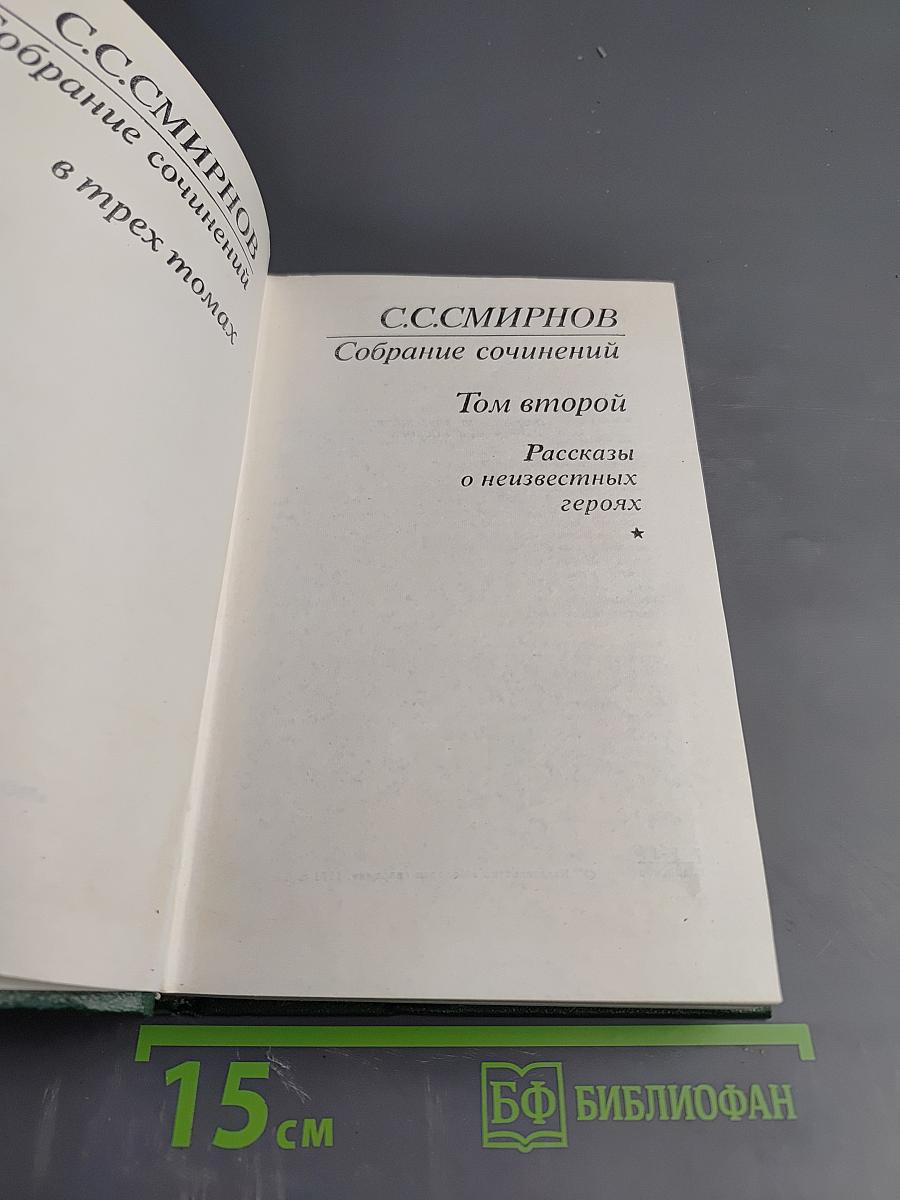 С.С.СМИРНОВ
Собрание сочинений
в трех томах
С.С.СМИРНОВ
Собрание сочинений
Том второй
Рассказы
о неизвестных
героях
15 см
БФ БИБЛИОФАН